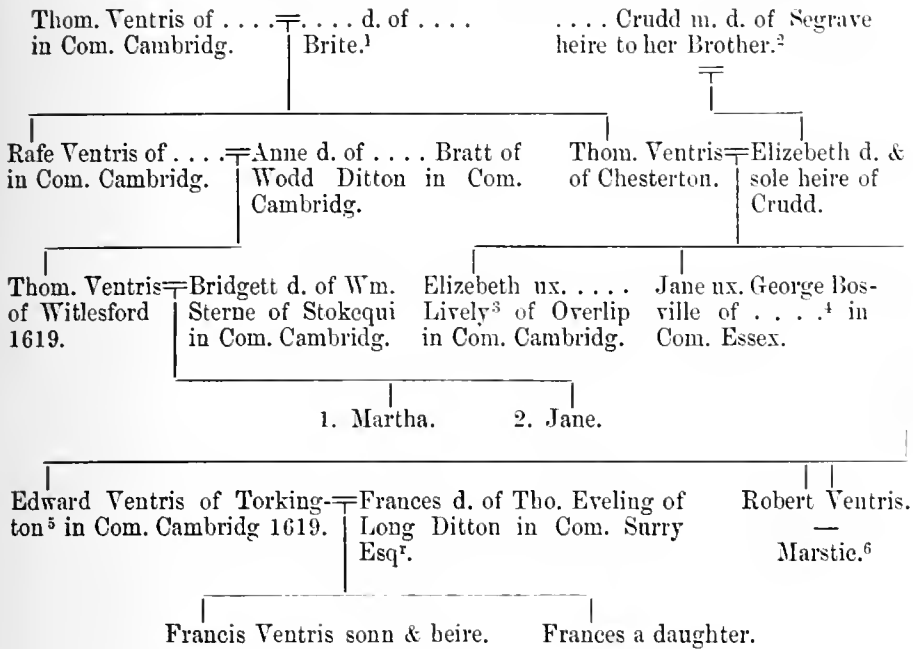 Thom. Ventris of . . . . . . . . d. of . . . .
in Com. Cambridg. Brite.¹
. . . . Crudd m. d. of Segrave
heire to her Brother.²
Rafe Ventris of . . . . Anne d. of . . . . Bratt of
in Com. Cambridg. Wodd Ditton in Com.
Cambridg.
Thom. Ventris Elizebeth d. &
of Chesterton. sole heire of
Crudd.
Thom. Ventris Bridgett d. of Wm.
of Witlesford Sterne of Stokequi
1619. in Com. Cambridg.
Elizebeth ux. . . . .
Lively³ of Overlip
in Com. Cambridg.
Jane ux. George Bos-
ville of . . . .⁴ in
Com. Essex.
1. Martha. 2. Jane.
Edward Ventris of Torking-
ton⁵ in Com. Cambridg 1619.
Frances d. of Tho. Eveling of
Long Ditton in Com. Surry
Esqʳ.
Robert Ventris.
—
Marstic.⁶
Francis Ventris sonn & heire. Frances a daughter.